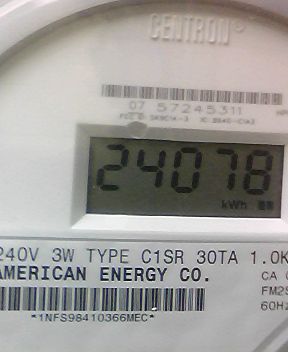 CENTRON®
07 57245311
24078
kWh
240V 3W TYPE C1SR 30TA 1.0K
AMERICAN ENERGY CO.
CA
FM2S
60HZ
*1NFS98410366MEC*